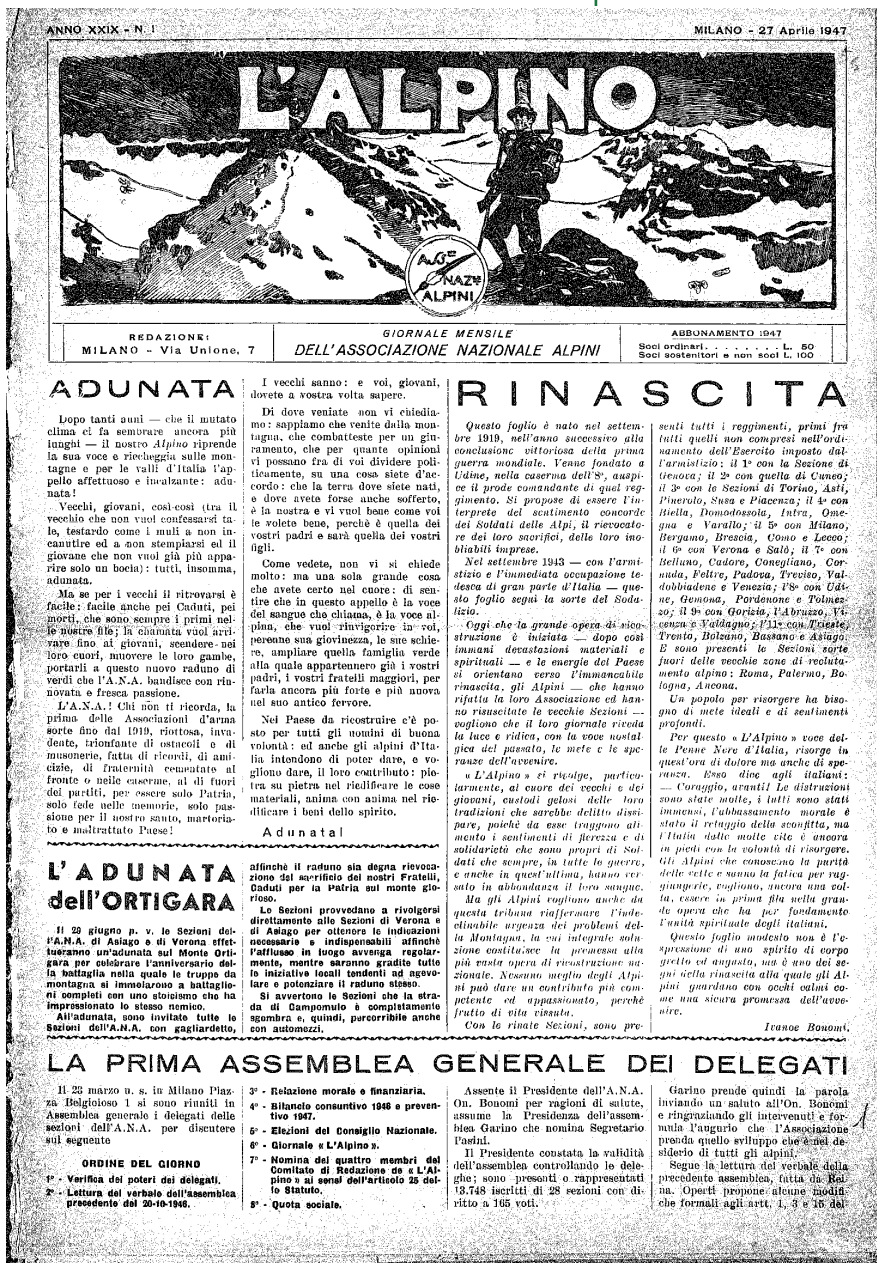 ANNO XXIX - N. 1
MILANO - 27 Aprile 1947
L'ALPINO
ASS.NE
NAZ.LE
ALPINI
REDAZIONE:
MILANO - Via Unione, 7
GIORNALE MENSILE
DELL'ASSOCIAZIONE NAZIONALE ALPINI
ABBONAMENTO 1947
Soci ordinari . . . . . . . . L. 50
Soci sostenitori e non soci L. 100
ADUNATA
Dopo tanti anni — che il mutato
clima ci fa sembrare ancora più
lunghi — il nostro Alpino riprende
la sua voce e riecheggia sulle mon-
tagne e per le valli d'Italia l'ap-
pello affettuoso e incalzante: adu-
nata!
Vecchi, giovani, così-così (tra il
vecchio che non vuol confessarsi ta-
le, testardo come i muli a non in-
canutire ed a non stempiarsi ed il
giovane che non vuol già più appa-
rire solo un bocia): tutti, insomma,
adunata.
Ma se per i vecchi il ritrovarsi è
facile: facile anche pei Caduti, pei
morti, che sono sempre i primi nel-
le nostre file; la chiamata vuol arri-
vare fino ai giovani, scendere nei
loro cuori, muovere le loro gambe,
portarli a questo nuovo raduno di
verdi che l'A.N.A. bandisce con rin-
novata e fresca passione.
L'A.N.A.! Chi non ti ricorda, la
prima delle Associazioni d'arma
sorte fino dal 1919, riottosa, inva-
dente, trionfante di ostacoli e di
musonerie, fatta di ricordi, di ami-
cizie, di fraternità cementate al
fronte o nelle caserme, al di fuori
dei partiti, per essere solo Patria,
solo fede nelle memorie, solo pas-
sione per il nostro santo, martoria-
to e maltrattato Paese!
I vecchi sanno: e voi, giovani,
dovete a vostra volta sapere.
Di dove veniate non vi chiedia-
mo: sappiamo che venite dalla mon-
tagna, che combatteste per un giu-
ramento, che per quante opinioni
vi possano fra di voi dividere poli-
ticamente, su una cosa siete d'ac-
cordo: che la terra dove siete nati,
e dove avete forse anche sofferto,
è la nostra e vi vuol bene come voi
le volete bene, perchè è quella dei
vostri padri e sarà quella dei vostri
figli.
Come vedete, non vi si chiede
molto: ma una sola grande cosa
che avete certo nel cuore: di sen-
tire che in questo appello è la voce
del sangue che chiama, è la voce al-
pina, che vuol rinvigorire in voi,
perenne sua giovinezza, le sue schie-
re, ampliare quella famiglia verde
alla quale appartennero già i vostri
padri, i vostri fratelli maggiori, per
farla ancora più forte e più nuova
nel suo antico fervore.
Nel Paese da ricostruire c'è po-
sto per tutti gli uomini di buona
volontà: ed anche gli alpini d'Ita-
lia intendono di poter dare, e vo-
gliono dare, il loro contributo: pie-
tra su pietra nel riedificare le cose
materiali, anima con anima nel rie-
dificare i beni dello spirito.
Adunata!
L'ADUNATA
dell'ORTIGARA
Il 29 giugno p. v. le Sezioni del-
l'A.N.A. di Asiago e di Verona effet-
tueranno un'adunata sul Monte Orti-
gara per celebrare l'anniversario del-
la battaglia nella quale le truppe da
montagna si immolarono a battaglio-
ni completi con uno stoicismo che ha
impressionato lo stesso nemico.
All'adunata, sono invitate tutte le
Sezioni dell'A.N.A. con gagliardetto,
affinchè il raduno sia degna rievoca-
zione del sacrificio dei nostri Fratelli,
Caduti per la Patria sul monte glo-
rioso.
Le Sezioni provvedano a rivolgersi
direttamente alle Sezioni di Verona e
di Asiago per ottenere le indicazioni
necessarie e indispensabili affinchè
l'afflusso in luogo avvenga regolar-
mente, mentre saranno gradite tutte
le iniziative locali tendenti ad agevo-
lare e potenziare il raduno stesso.
Si avvertono le Sezioni che la stra-
da di Campomulo è completamente
sgombra e, quindi, percorribile anche
con automezzi.
RINASCITA
Questo foglio è nato nel settem-
bre 1919, nell'anno successivo alla
conclusione vittoriosa della prima
guerra mondiale. Venne fondato a
Udine, nella caserma dell'8°, auspi-
ce il prode comandante di quel reg-
gimento. Si propose di essere l'in-
terprete del sentimento concorde
dei Soldati delle Alpi, il rievocato-
re dei loro sacrifici, delle loro ino-
bliabili imprese.
Nel settembre 1943 — con l'armi-
stizio e l'immediata occupazione te-
desca di gran parte d'Italia — que-
sto foglio seguì la sorte del Soda-
lizio.
Oggi che la grande opera di rico-
struzione è iniziata — dopo così
immani devastazioni materiali e
spirituali — e le energie del Paese
si orientano verso l'immancabile
rinascita, gli Alpini — che hanno
rifatta la loro Associazione ed han-
no risuscitate le vecchie Sezioni —
vogliono che il loro giornale riveda
la luce e ridica, con la voce nostal-
gica del passato, le mete e le spe-
ranze dell'avvenire.
« L'Alpino » si rivolge, partico-
larmente, al cuore dei vecchi e dei
giovani, custodi gelosi delle loro
tradizioni che sarebbe delitto dissi-
pare, poichè da esse traggono ali-
mento i sentimenti di fierezza e di
solidarietà che sono propri di Sol-
dati che sempre, in tutte le guerre,
e anche in quest'ultima, hanno ver-
sato in abbondanza il loro sangue.
Ma gli Alpini vogliono anche da
questa tribuna riaffermare l'inde-
clinabile urgenza dei problemi del-
la Montagna, la cui integrale solu-
zione costituisce la premessa alla
più vasta opera di ricostruzione na-
zionale. Nessuno meglio degli Alpi-
ni può dare un contributo più com-
petente ed appassionato, perchè
frutto di vita vissuta.
Con le rinate Sezioni, sono pre-
senti tutti i reggimenti, primi fra
tutti quelli non compresi nell'ordi-
namento dell'Esercito imposto dal-
l'armistizio: il 1° con la Sezione di
Genova; il 2° con quella di Cuneo;
il 3° con le Sezioni di Torino, Asti,
Pinerolo, Susa e Piacenza; il 4° con
Biella, Domodossola, Intra, Ome-
gna e Varallo; il 5° con Milano,
Bergamo, Brescia, Como e Lecco;
il 6° con Verona e Salò; il 7° con
Belluno, Cadore, Conegliano, Cor-
nuda, Feltre, Padova, Treviso, Val-
dobbiadene e Venezia; l'8° con Udi-
ne, Gemona, Pordenone e Tolmez-
zo; il 9° con Gorizia, l'Abruzzo, Vi-
cenza e Valdagno; l'11° con Trieste,
Trento, Bolzano, Bassano e Asiago.
E sono presenti le Sezioni sorte
fuori delle vecchie zone di recluta-
mento alpino: Roma, Palermo, Bo-
logna, Ancona.
Un popolo per risorgere ha biso-
gno di mete ideali e di sentimenti
profondi.
Per questo « L'Alpino » voce del-
le Penne Nere d'Italia, risorge in
quest'ora di dolore ma anche di spe-
ranza. Esso dice agli italiani:
— Coraggio, avanti! Le distruzioni
sono state molte, i lutti sono stati
immensi, l'abbassamento morale è
stato il retaggio della sconfitta, ma
l'Italia dalle molte vite è ancora
in piedi con la volontà di risorgere.
Gli Alpini che conoscono la purità
delle vette e sanno la fatica per rag-
giungerle, vogliono, ancora una vol-
ta, essere in prima fila nella gran-
de opera che ha per fondamento
l'unità spirituale degli italiani.
Questo foglio modesto non è l'e-
spressione di uno spirito di corpo
gretto ed angusto, ma è uno dei se-
gni della rinascita alla quale gli Al-
pini guardano con occhi calmi co-
me una sicura promessa dell'avve-
nire.
Ivanoe Bonomi.
LA PRIMA ASSEMBLEA GENERALE DEI DELEGATI
Il 23 marzo u. s. in Milano Piaz-
za Belgioioso 1 si sono riuniti in
Assemblea generale i delegati delle
sezioni dell'A.N.A. per discutere
sul seguente
ORDINE DEL GIORNO
1° - Verifica dei poteri dei delegati.
2° - Lettura del verbale dell'assemblea
precedente del 20-10-1946.
3° - Relazione morale e finanziaria.
4° - Bilancio consuntivo 1946 e preven-
tivo 1947.
5° - Elezioni del Consiglio Nazionale.
6° - Giornale « L'Alpino ».
7° - Nomina dei quattro membri del
Comitato di Redazione de « L'Al-
pino » ai sensi dell'articolo 25 del-
lo Statuto.
8° - Quota sociale.
Assente il Presidente dell'A.N.A.
On. Bonomi per ragioni di salute,
assume la Presidenza dell'assem-
blea Garino che nomina Segretario
Pasini.
Il Presidente constata la validità
dell'assemblea controllando le dele-
ghe; sono presenti o rappresentati
13.748 iscritti di 28 sezioni con di-
ritto a 165 voti.
Garino prende quindi la parola
inviando un saluto all'On. Bonomi
e ringraziando gli intervenuti e for-
mula l'augurio che l'Associazione
prenda quello sviluppo che è nel de-
siderio di tutti gli alpini.
Segue la lettura del verbale della
precedente assemblea, fatta da Rei-
na. Operti propone alcune modifi-
che formali agli artt. 1, 3 e 15 del